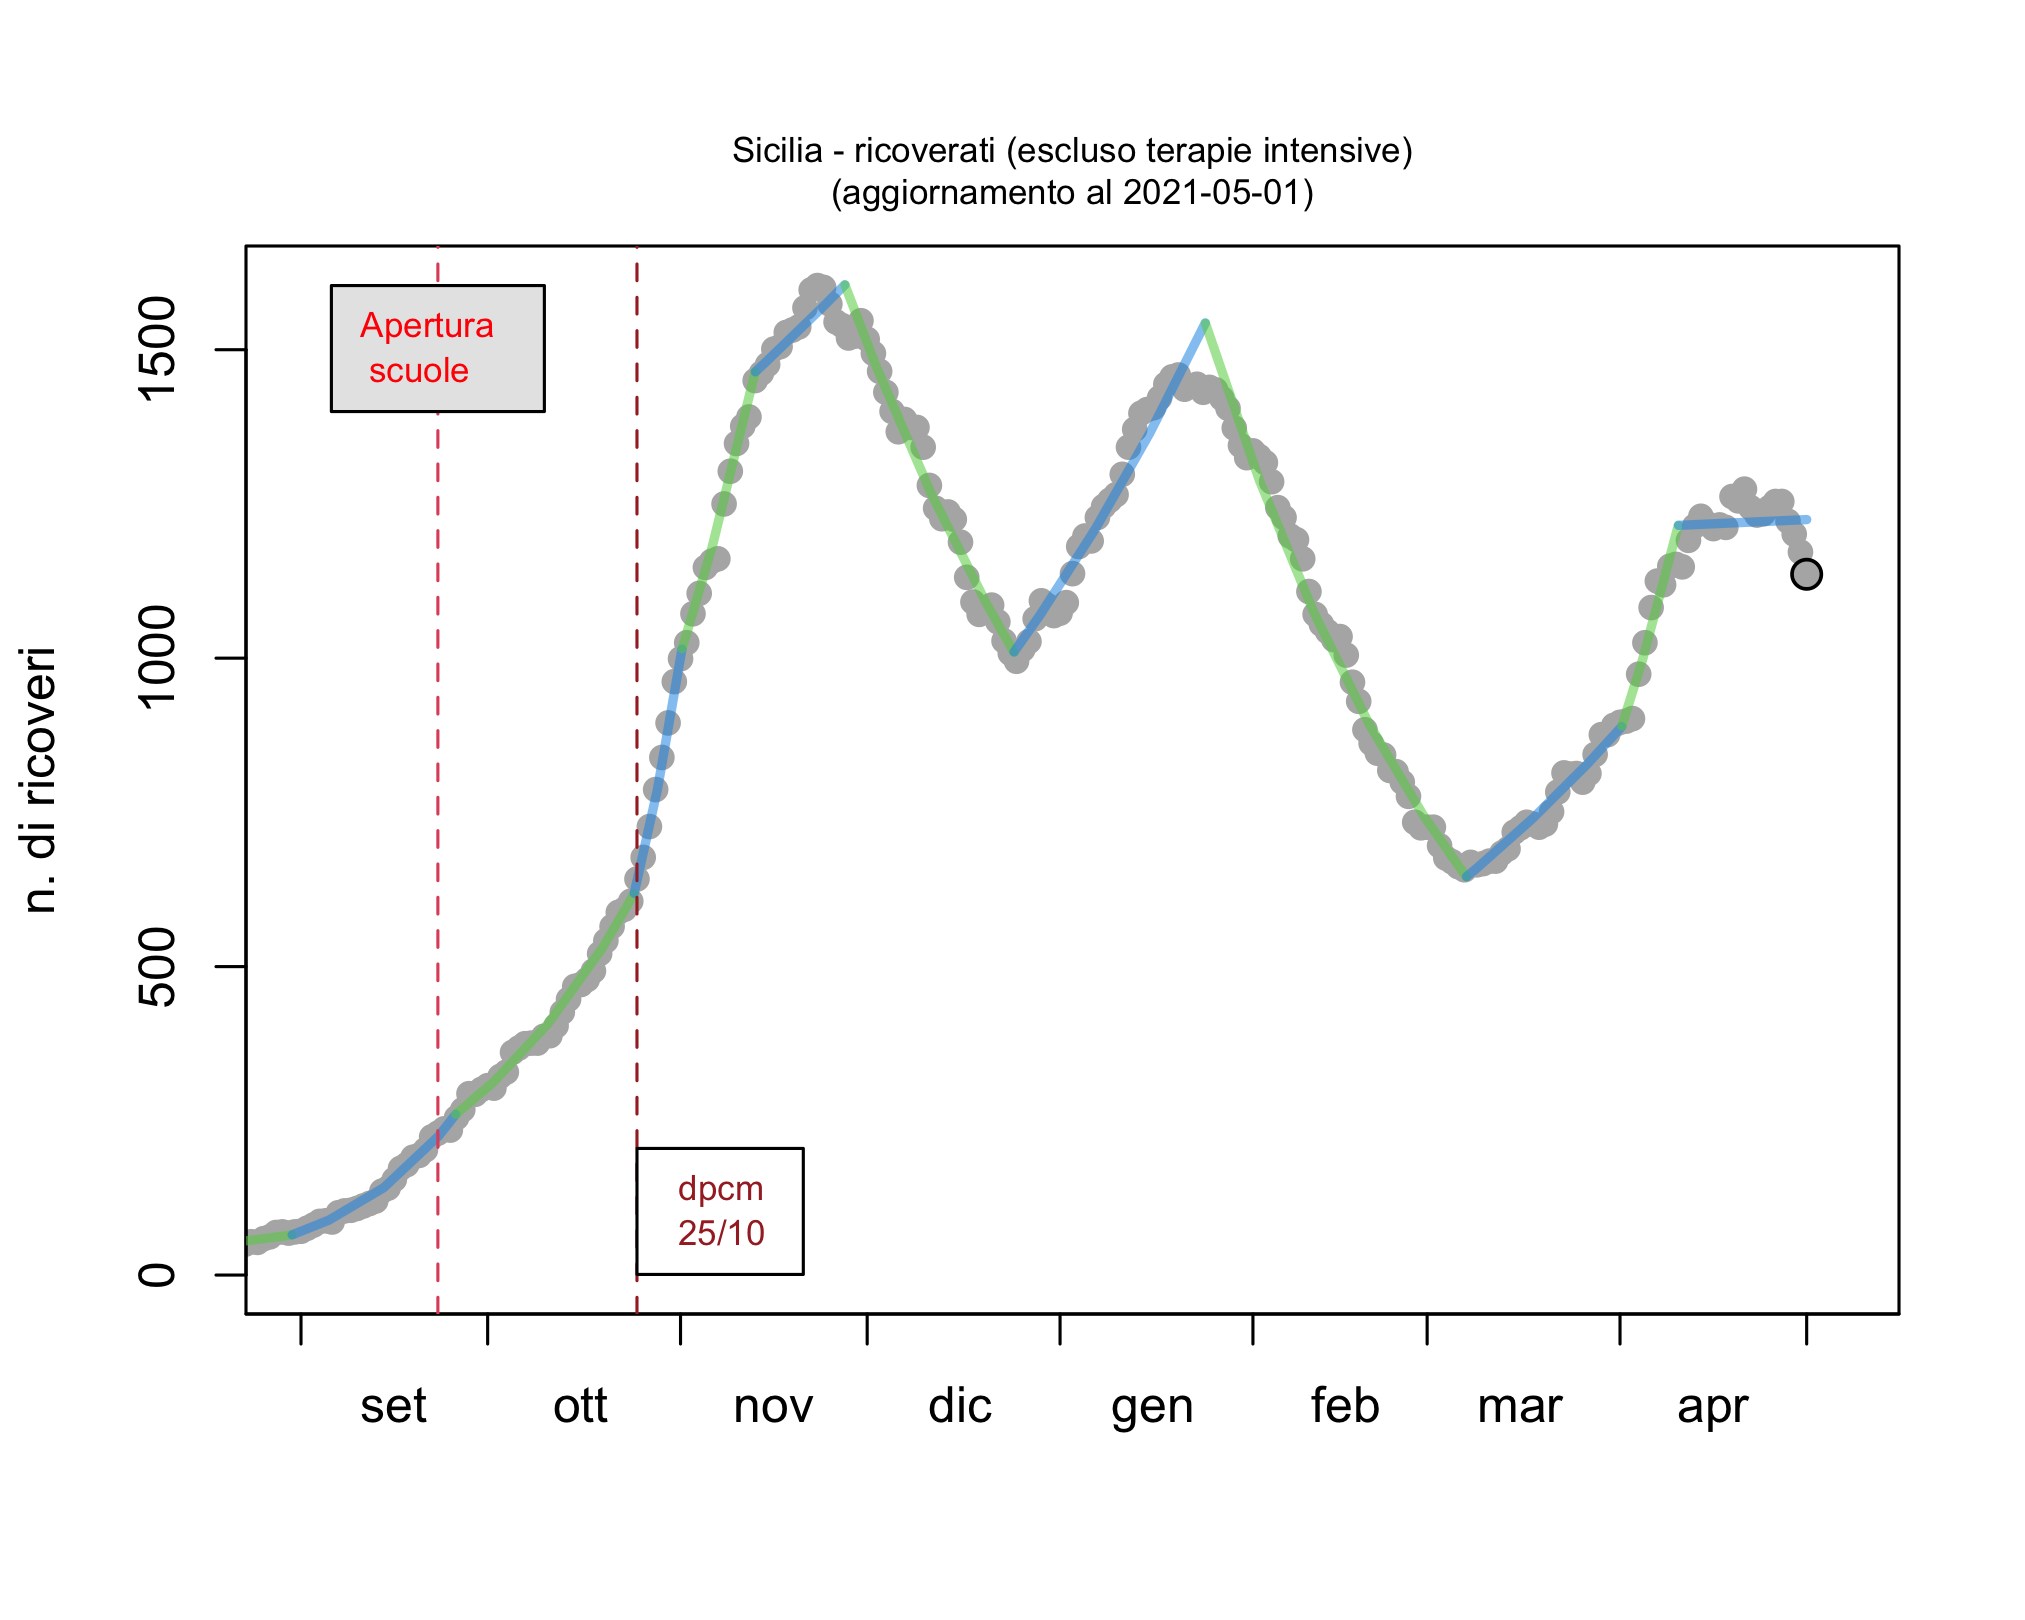 Sicilia - ricoverati (escluso terapie intensive)
(aggiornamento al 2021-05-01)
Apertura
scuole
n. di ricoveri
1500
1000
500
0
dpcm
25/10
set ott nov dic gen feb mar apr